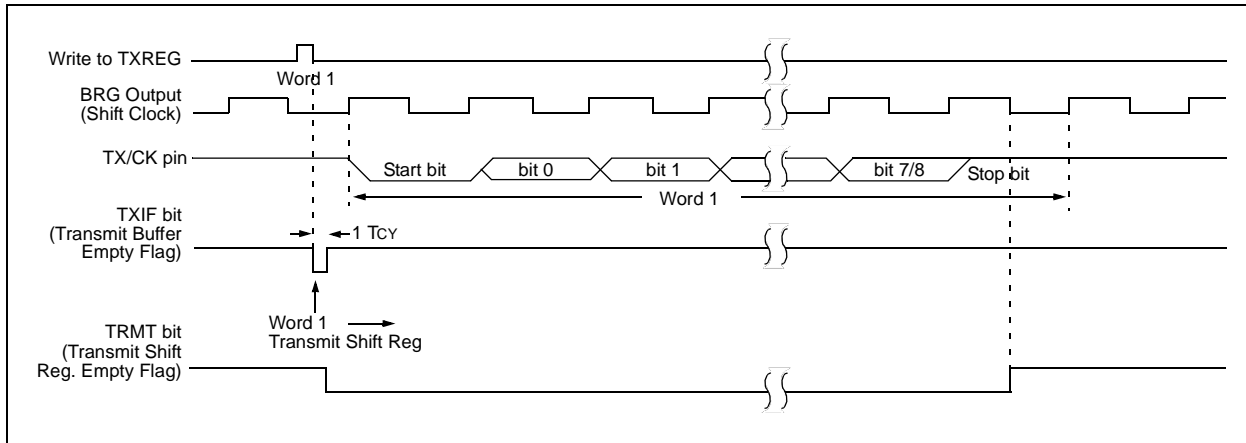 Write to TXREG
Word 1
BRG Output
(Shift Clock)
TX/CK pin
Start bit
bit 0
bit 1
bit 7/8
Stop bit
Word 1
TXIF bit
(Transmit Buffer
Empty Flag)
1 TCY
Word 1
Transmit Shift Reg
TRMT bit
(Transmit Shift
Reg. Empty Flag)